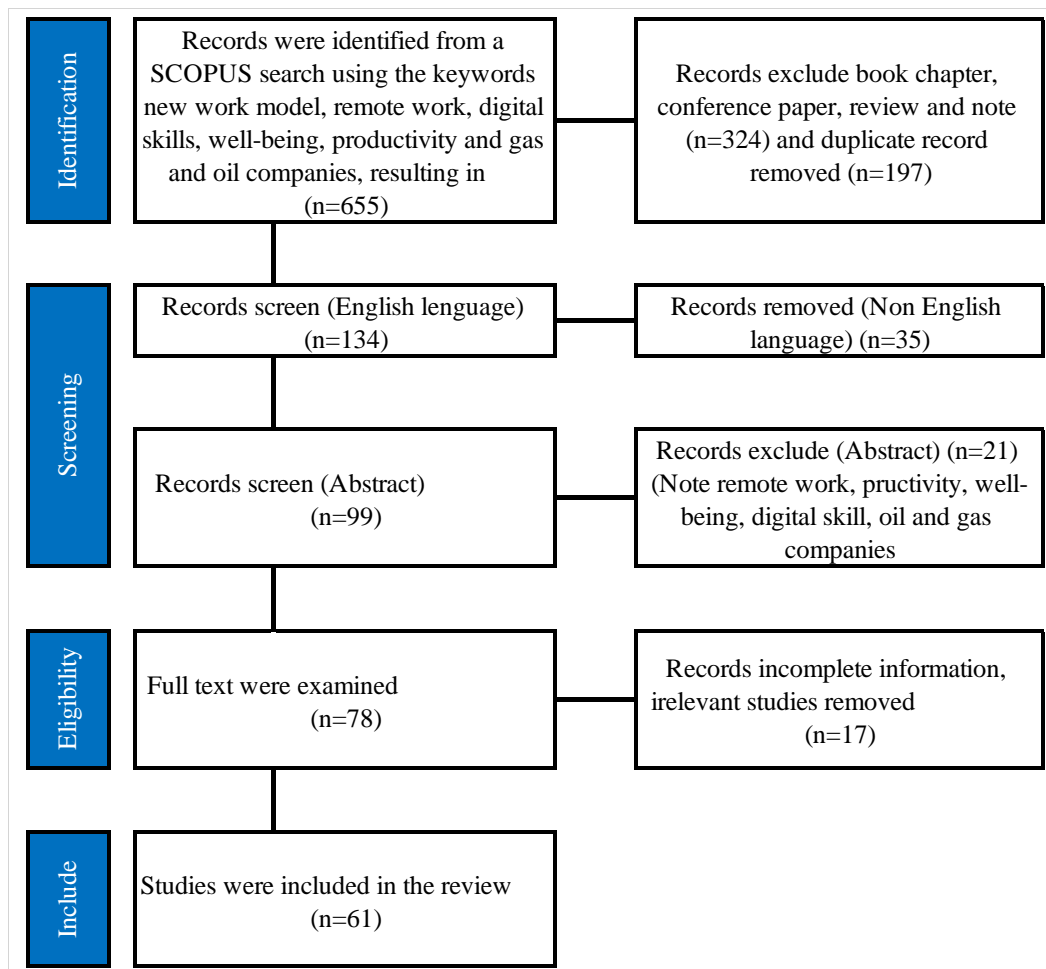 Identification
Records were identified from a
SCOPUS search using the keywords
new work model, remote work, digital
skills, well-being, productivity and gas
and oil companies, resulting in
(n=655)
Records exclude book chapter,
conference paper, review and note
(n=324) and duplicate record
removed (n=197)
Screening
Records screen (English lenguage)
(n=134)
Records removed (Non English
language) (n=35)
Records screen (Abstract)
(n=99)
Records exclude (Abstract) (n=21)
(Note remote work, pructivity, well-
being, digital skill, oil and gas
companies
Eligibility
Full text were examined
(n=78)
Records incomplete information,
irelevant studies removed
(n=17)
Include
Studies were included in the review
(n=61)